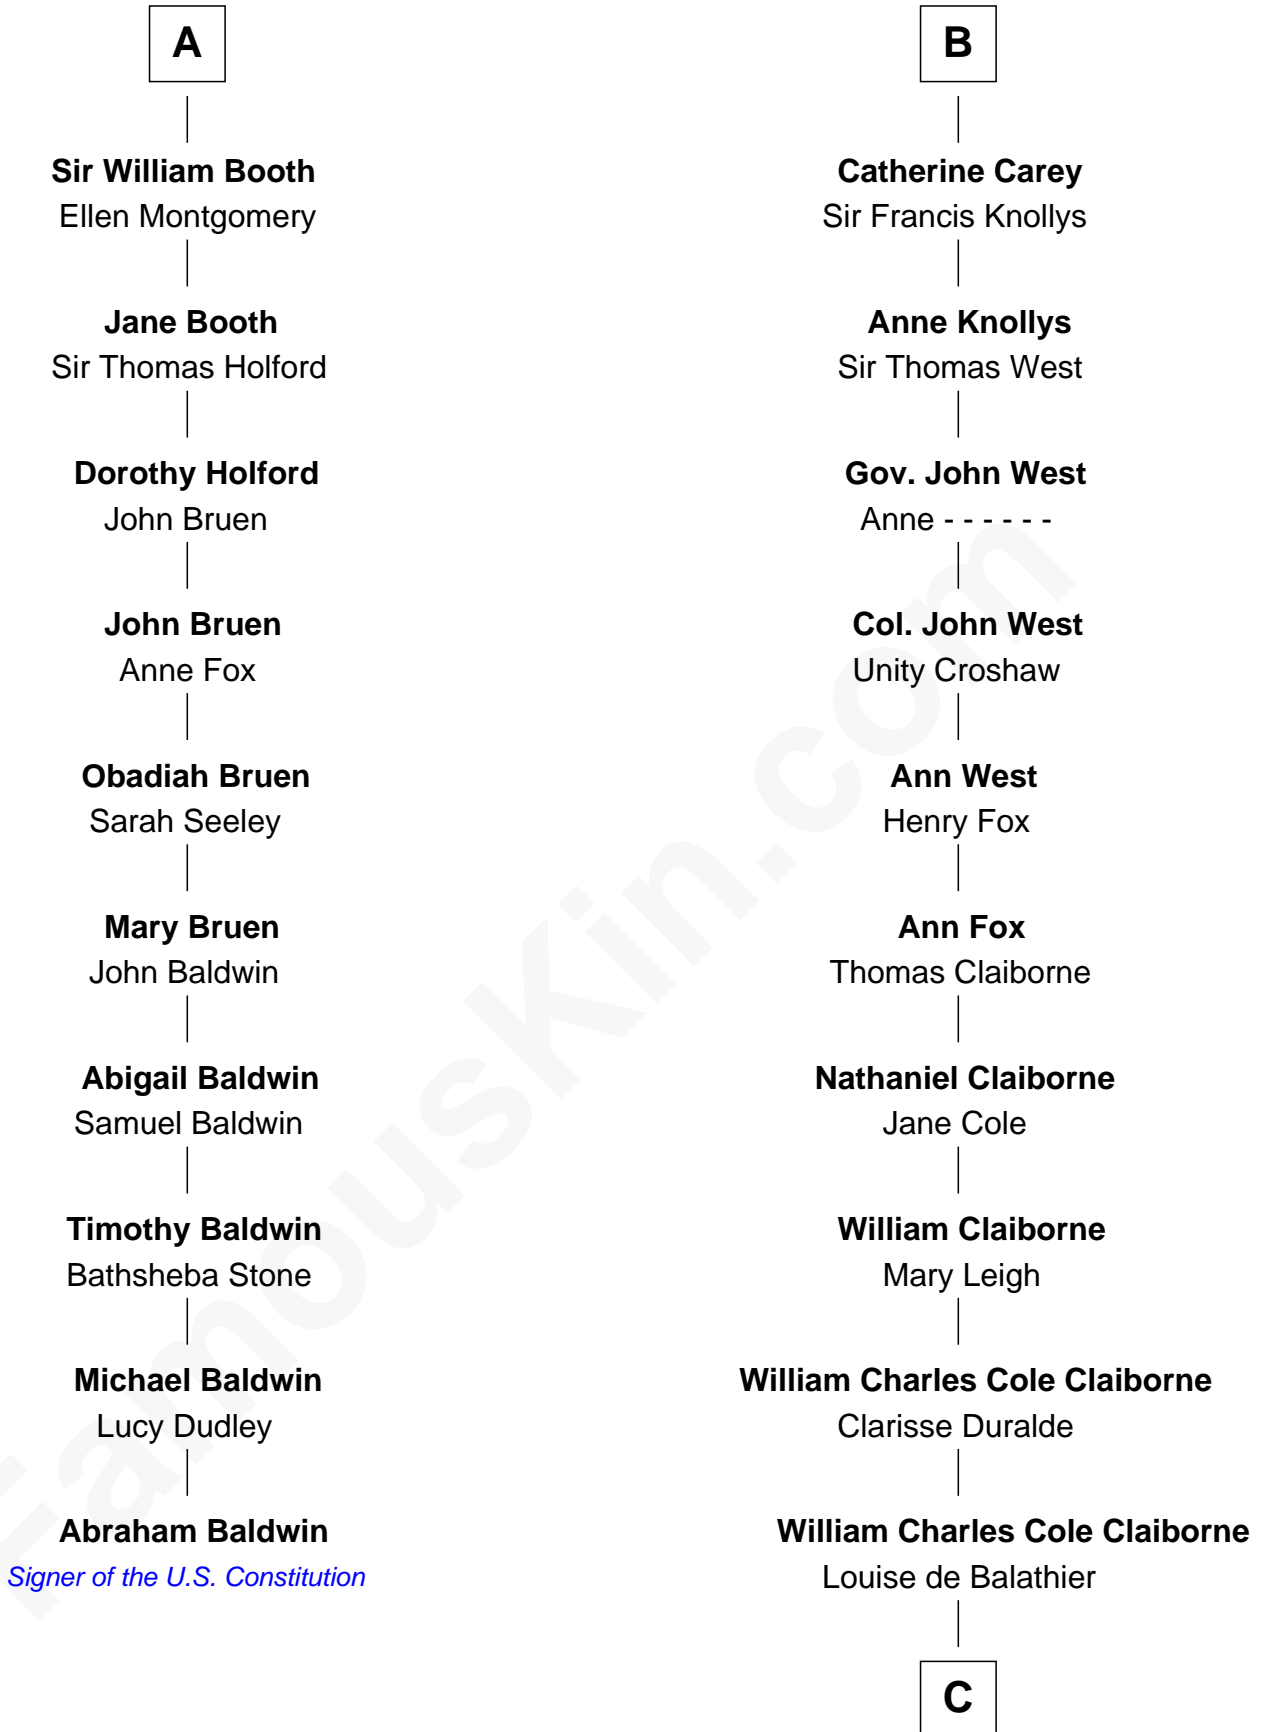 A
Sir William Booth
Ellen Montgomery
Jane Booth
Sir Thomas Holford
Dorothy Holford
John Bruen
John Bruen
Anne Fox
Obadiah Bruen
Sarah Seeley
Mary Bruen
John Baldwin
Abigail Baldwin
Samuel Baldwin
Timothy Baldwin
Bathsheba Stone
Michael Baldwin
Lucy Dudley
Abraham Baldwin
Signer of the U.S. Constitution
B
Catherine Carey
Sir Francis Knollys
Anne Knollys
Sir Thomas West
Gov. John West
Anne - - - - - -
Col. John West
Unity Croshaw
Ann West
Henry Fox
Ann Fox
Thomas Claiborne
Nathaniel Claiborne
Jane Cole
William Claiborne
Mary Leigh
William Charles Cole Claiborne
Clarisse Duralde
William Charles Cole Claiborne
Louise de Balathier
C
FamousKin.com